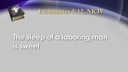 Ecclesiastes 5:12, NKJV
The sleep of a laboring man
is sweet